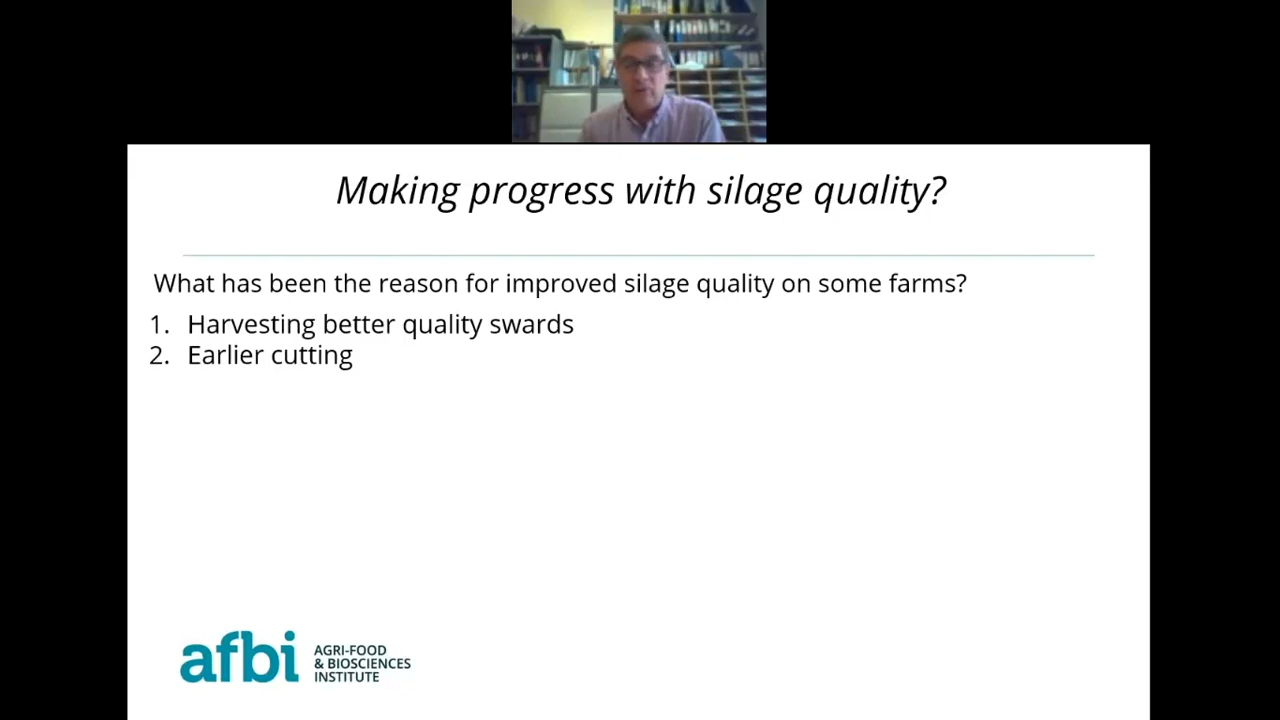 Making progress with silage quality?
What has been the reason for improved silage quality on some farms?
1. Harvesting better quality swards
2. Earlier cutting
afbi
AGRI-FOOD
& BIOSCIENCES
INSTITUTE